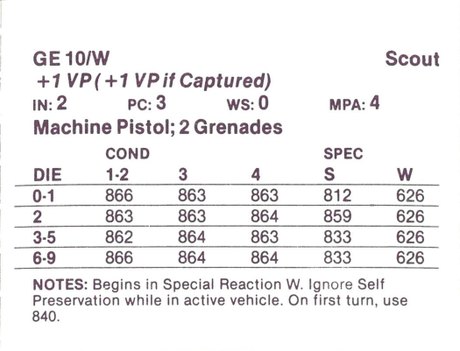 GE 10/W Scout
+1 VP (+1 VP if Captured)
IN: 2 PC: 3 WS: 0 MPA: 4
Machine Pistol; 2 Grenades
COND SPEC
DIE 1-2 3 4 S W
0-1 866 863 863 812 626
2 863 863 864 859 626
3-5 862 864 863 833 626
6-9 866 864 864 833 626
NOTES: Begins in Special Reaction W. Ignore Self
Preservation while in active vehicle. On first turn, use
840.